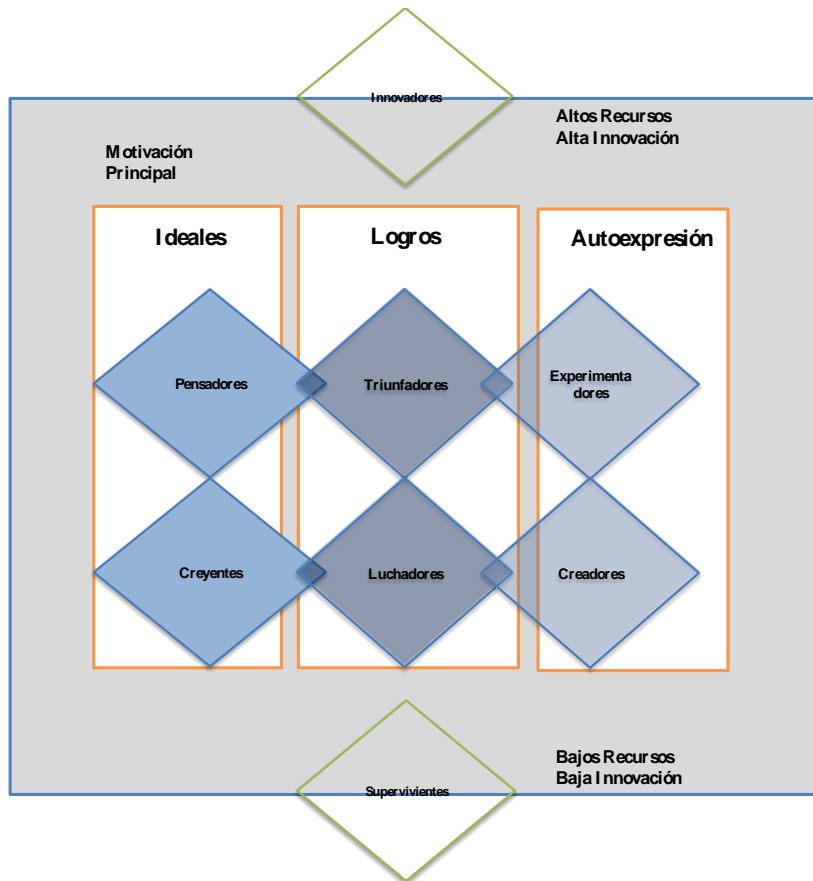 Innovadores
Altos Recursos
Alta Innovación
Motivación
Principal
Ideales
Logros
Autoexpresión
Pensadores
Triunfadores
Experimenta
dores
Creyentes
Luchadores
Creadores
Bajos Recursos
Baja Innovación
Supervivientes